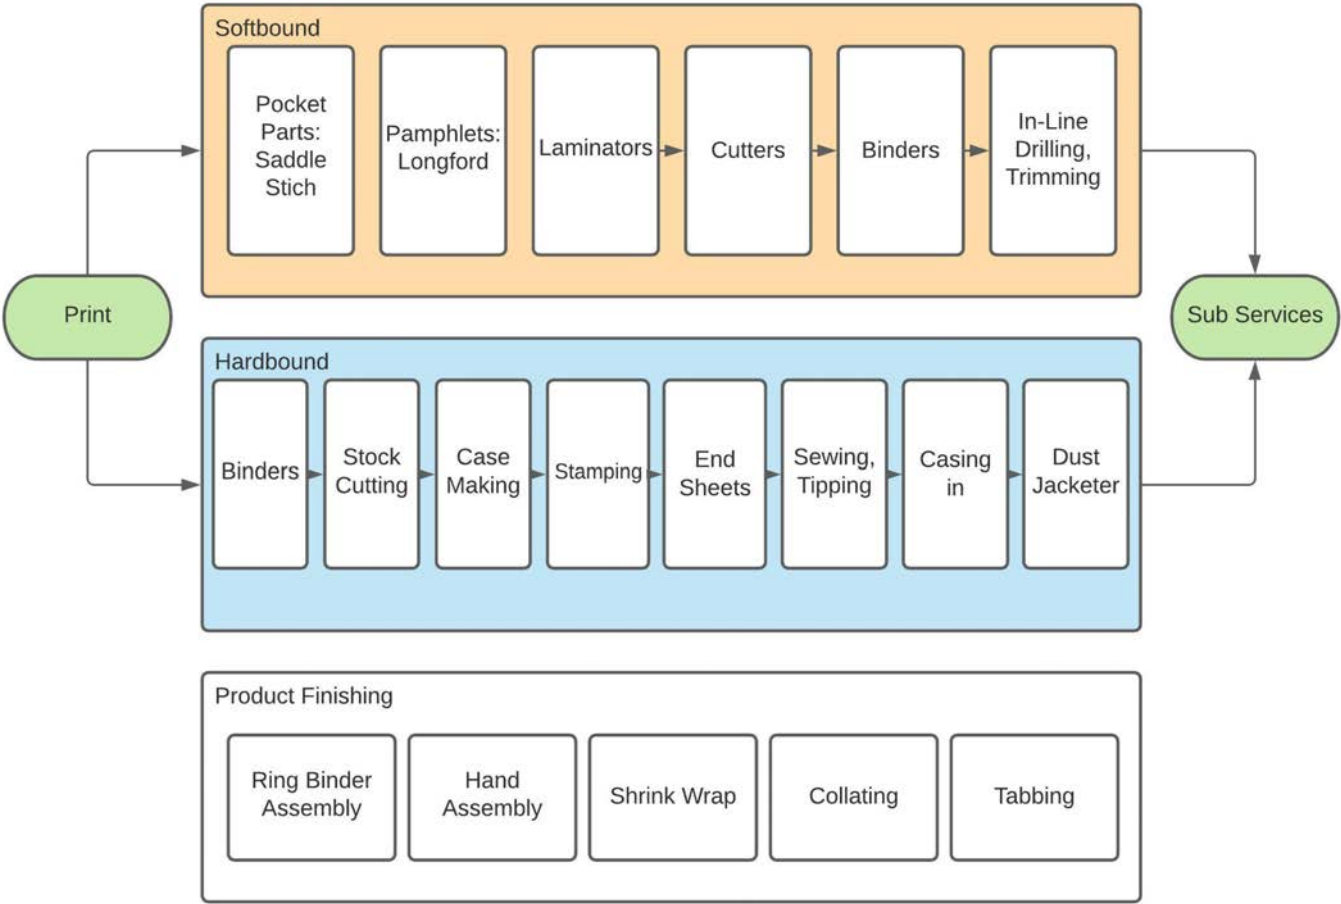 Softbound
Pocket
Parts:
Saddle
Stich
Pamphlets:
Longford
Laminators
Cutters
Binders
In-Line
Drilling,
Trimming
Print
Sub Services
Hardbound
Binders
Stock
Cutting
Case
Making
Stamping
End
Sheets
Sewing,
Tipping
Casing
in
Dust
Jacketer
Product Finishing
Ring Binder
Assembly
Hand
Assembly
Shrink Wrap
Collating
Tabbing